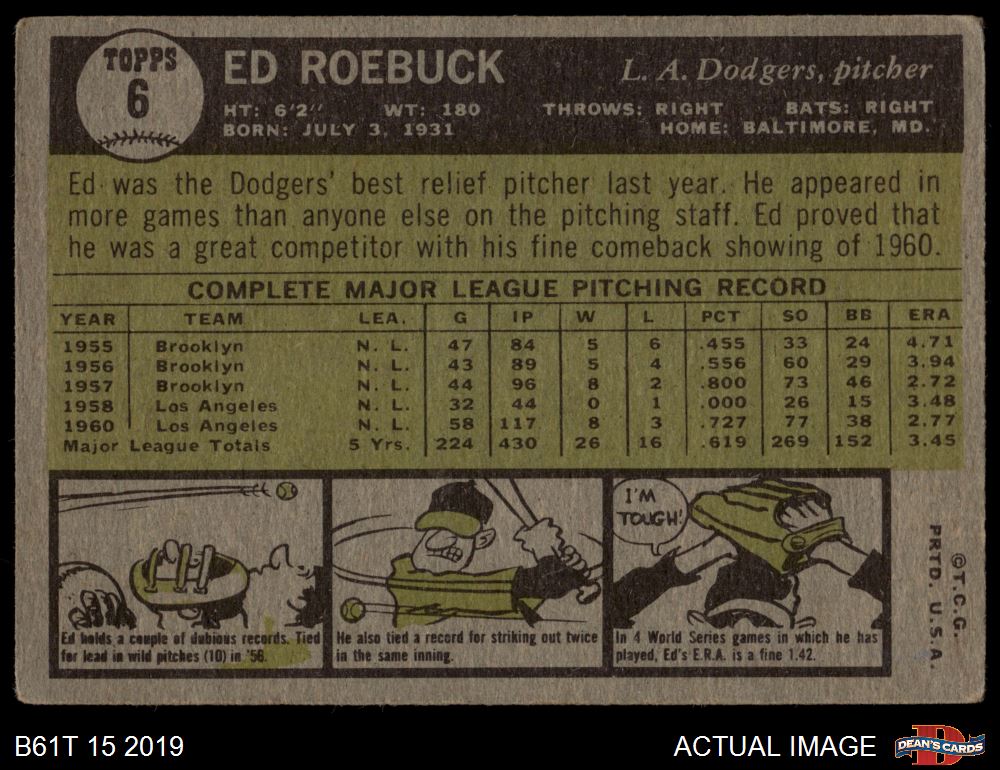 TOPPS
6
ED ROEBUCK
L. A. Dodgers, pitcher
HT: 6'2" WT: 180 THROWS: RIGHT BATS: RIGHT
BORN: JULY 3, 1931 HOME: BALTIMORE, MD.
Ed was the Dodgers' best relief pitcher last year. He appeared in
more games than anyone else on the pitching staff. Ed proved that
he was a great competitor with his fine comeback showing of 1960.
COMPLETE MAJOR LEAGUE PITCHING RECORD
YEAR TEAM LEA. G IP W L PCT SO BB ERA
1955 Brooklyn N. L. 47 84 5 6 .455 33 24 4.71
1956 Brooklyn N. L. 43 89 5 4 .556 60 29 3.94
1957 Brooklyn N. L. 44 96 8 2 .800 73 46 2.72
1958 Los Angeles N. L. 32 44 0 1 .000 26 15 3.48
1960 Los Angeles N. L. 58 117 8 3 .727 77 38 2.77
Major League Totals 5 Yrs. 224 430 26 16 .619 269 152 3.45
Ed holds a couple of dubious records. Tied
for lead in wild pitches (10) in '56.
He also tied a record for striking out twice
in the same inning.
I'M
TOUGH!
In 4 World Series games in which he has
played, Ed's E.R.A. is a fine 1.42.
©T.C.G.
PRTD. U.S.A.
B61T 15 2019
ACTUAL IMAGE
D
DEAN'S CARDS